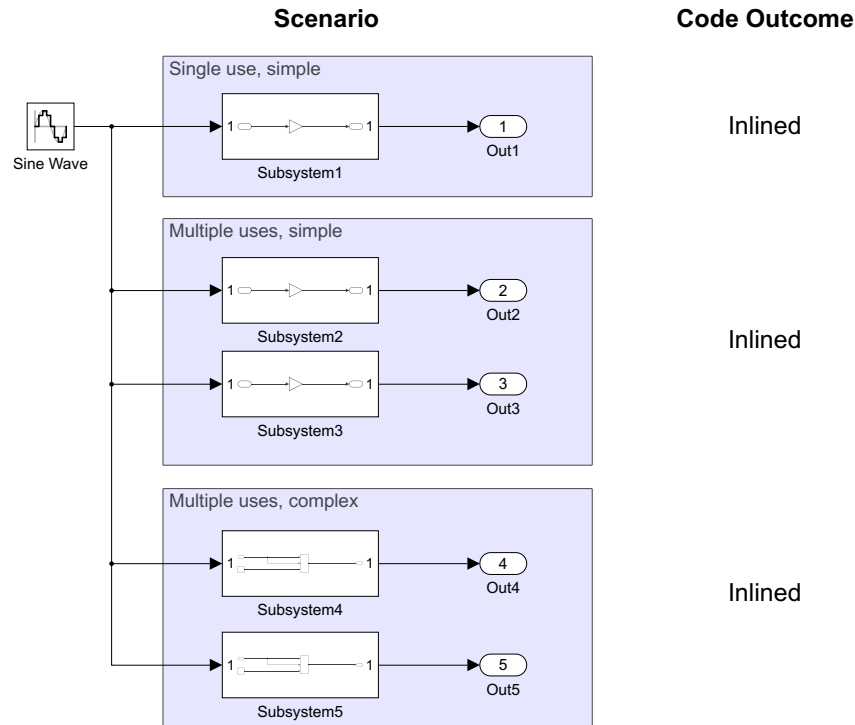 Scenario
Code Outcome
Single use, simple
Sine Wave
1 1
Subsystem1
1
Out1
Inlined
Multiple uses, simple
1 1
Subsystem2
2
Out2
1 1
Subsystem3
3
Out3
Inlined
Multiple uses, complex
1 1
Subsystem4
4
Out4
1 1
Subsystem5
5
Out5
Inlined